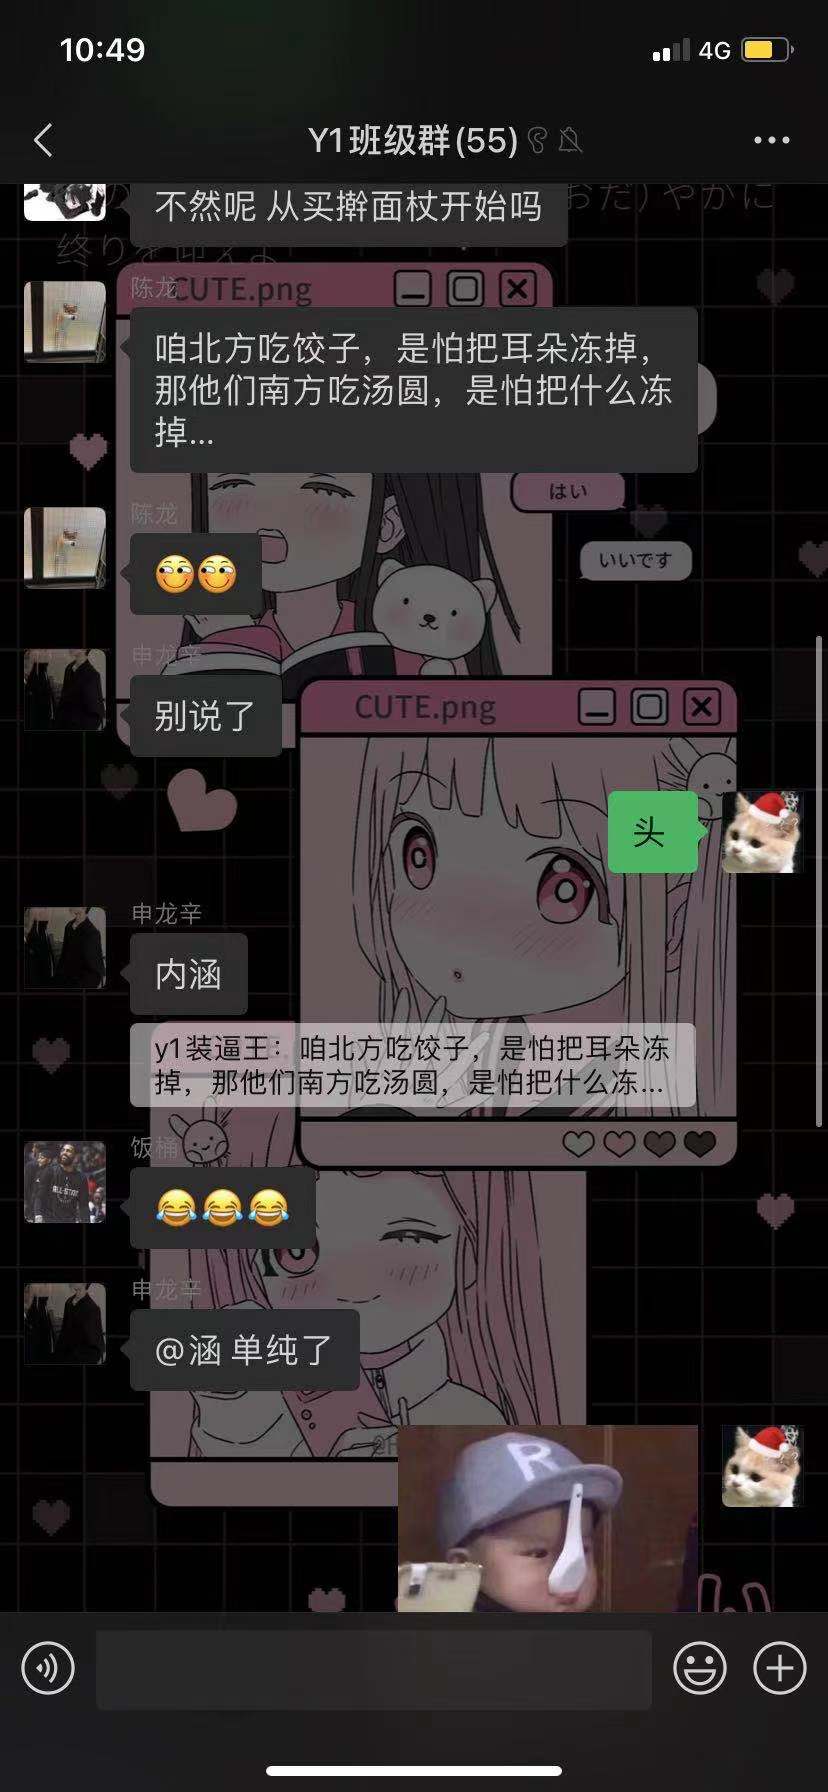 10:49
4G
Y1班级群(55)
おだ）やかに
不然呢 从买擀面杖开始吗
陈龙
CUTE.png
咱北方吃饺子，是怕把耳朵冻掉，
那他们南方吃汤圆，是怕把什么冻
掉...
はい
陈龙
いいです
申龙辛
别说了
CUTE.png
头
申龙辛
内涵
y1装逼王：咱北方吃饺子，是怕把耳朵冻
掉，那他们南方吃汤圆，是怕把什么冻...
饭桶
申龙辛
@涵 单纯了
R